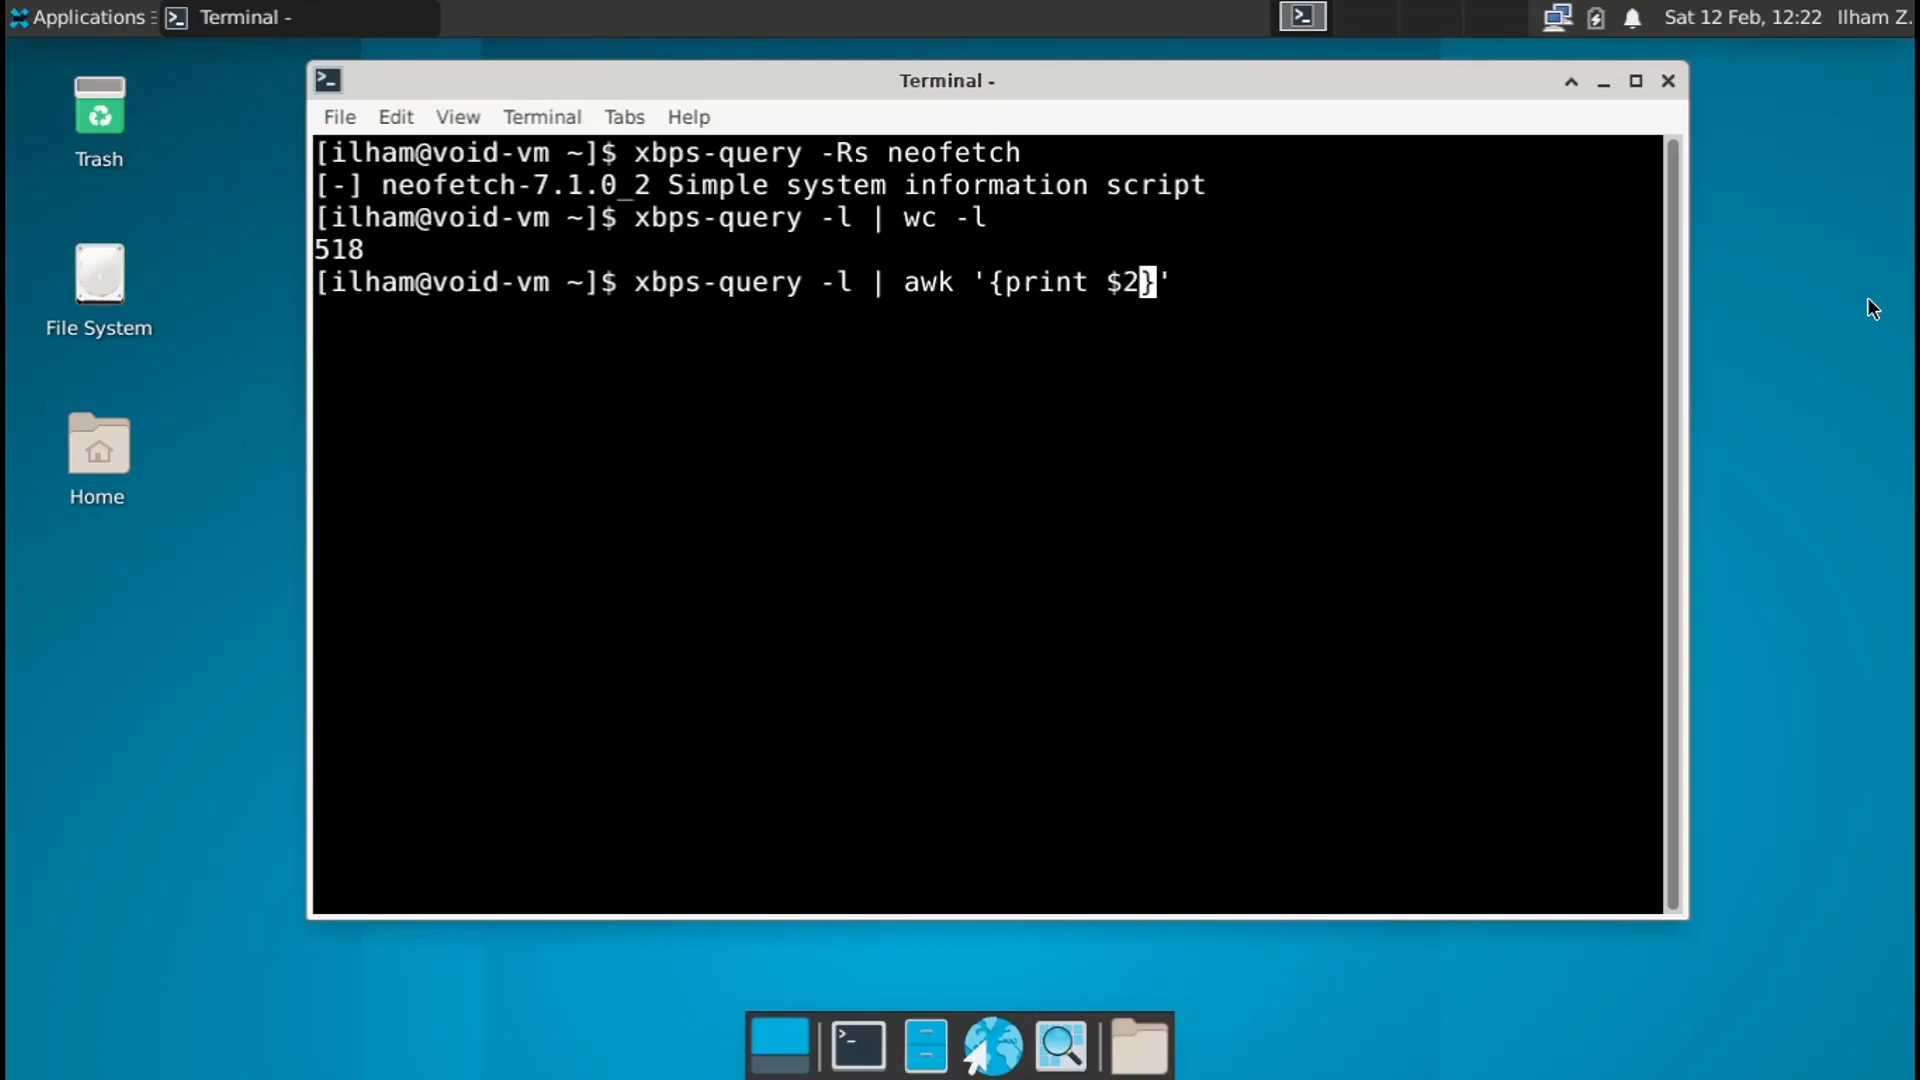 Applications
Terminal -
Sat 12 Feb, 12:22
Ilham Z.
Trash
File System
Home
Terminal -
File Edit View Terminal Tabs Help
[ilham@void-vm ~]$ xbps-query -Rs neofetch
[-] neofetch-7.1.0_2 Simple system information script
[ilham@void-vm ~]$ xbps-query -l | wc -l
518
[ilham@void-vm ~]$ xbps-query -l | awk '{print $2}'